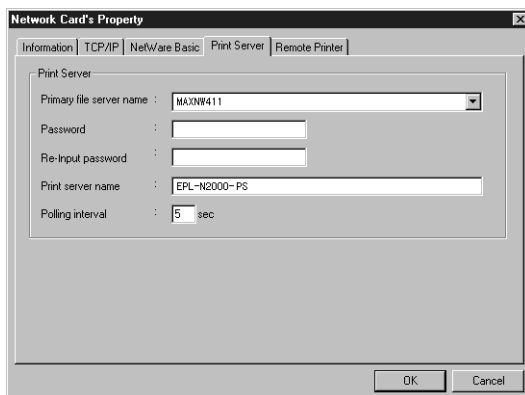 Network Card's Property
Information TCP/IP NetWare Basic Print Server Remote Printer
Print Server
Primary file server name : MAXNW411
Password :
Re-Input password :
Print server name : EPL-N2000-PS
Polling interval : 5 sec
OK Cancel